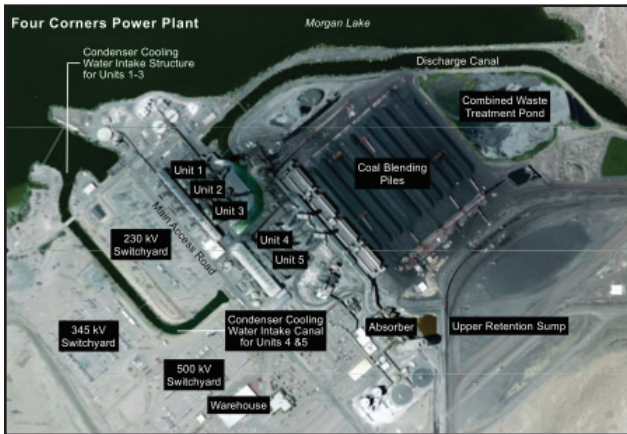 Four Corners Power Plant
Morgan Lake
Condenser Cooling
Water Intake Structure
for Units 1-3
Discharge Canal
Combined Waste
Treatment Pond
Unit 1
Unit 2
Unit 3
Coal Blending
Piles
Main Access Road
230 kV
Switchyard
Unit 4
Unit 5
345 kV
Switchyard
Condenser Cooling
Water Intake Canal
for Units 4 &5
Absorber
Upper Retention Sump
500 kV
Switchyard
Warehouse